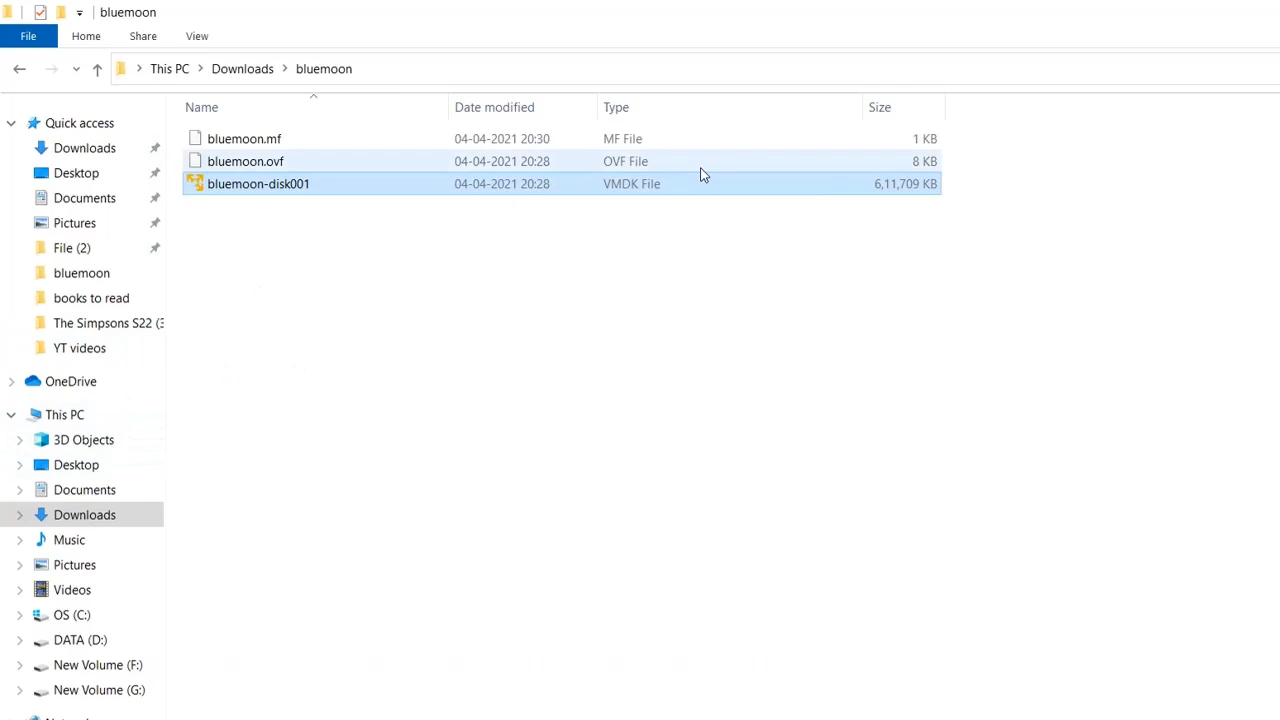 bluemoon
File Home Share View
This PC Downloads bluemoon
Name Date modified Type Size
bluemoon.mf 04-04-2021 20:30 MF File 1 KB
bluemoon.ovf 04-04-2021 20:28 OVF File 8 KB
bluemoon-disk001 04-04-2021 20:28 VMDK File 6,11,709 KB
Quick access
Downloads
Desktop
Documents
Pictures
File (2)
bluemoon
books to read
The Simpsons S22 (3
YT videos
OneDrive
This PC
3D Objects
Desktop
Documents
Downloads
Music
Pictures
Videos
OS (C:)
DATA (D:)
New Volume (F:)
New Volume (G:)